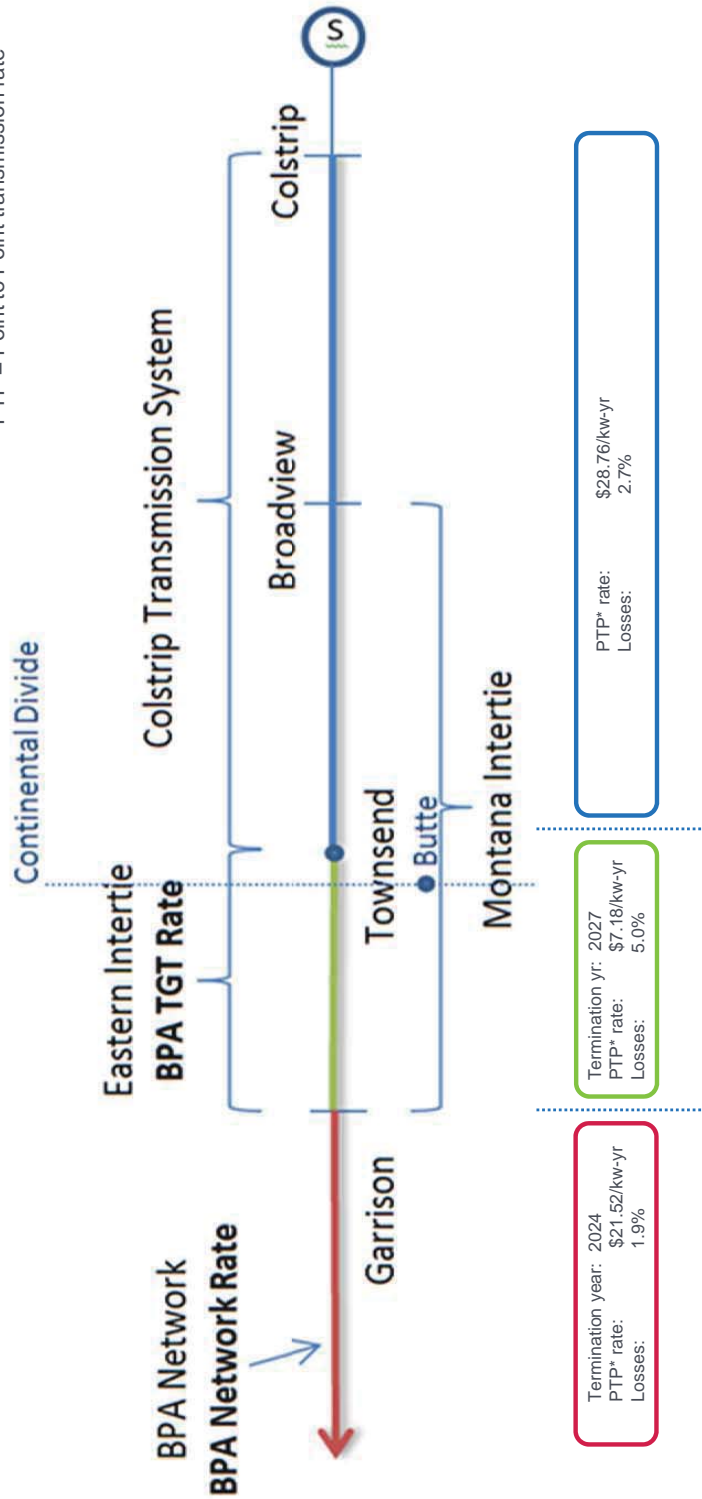 Continental Divide
Eastern Intertie
BPA TGT Rate
Colstrip Transmission System
BPA Network
BPA Network Rate
Broadview
Colstrip
S
Garrison
Townsend
Butte
Montana Intertie
Termination year: 2024
PTP* rate: $21.52/kw-yr
Losses: 1.9%
Termination yr: 2027
PTP* rate: $7.18/kw-yr
Losses: 5.0%
PTP* rate: $28.76/kw-yr
Losses: 2.7%